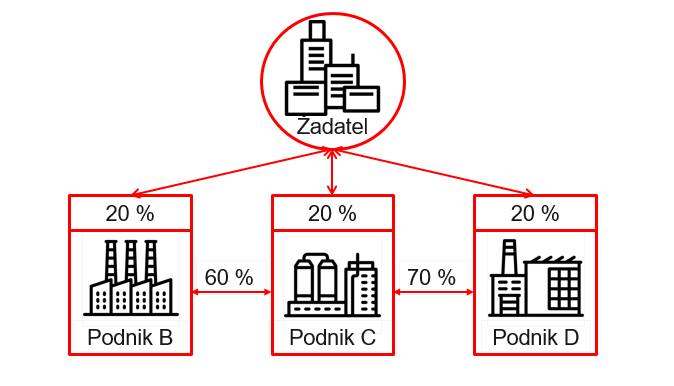 Žadatel
20 %
20 %
20 %
60 %
70 %
Podnik B
Podnik C
Podnik D